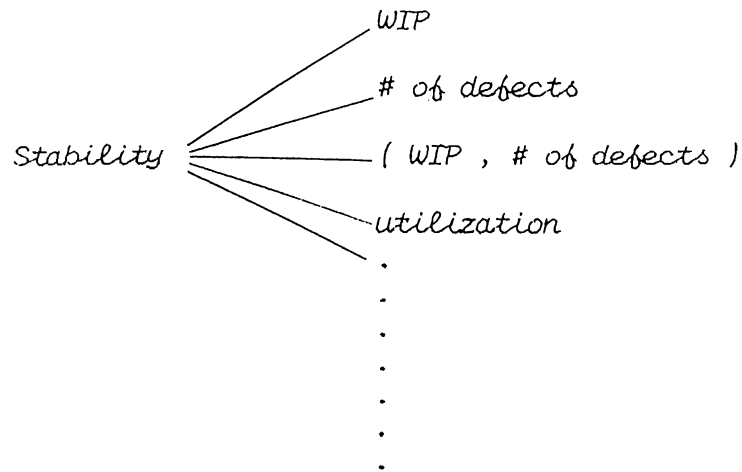 WIP
# of defects
Stability
( WIP , # of defects )
utilization